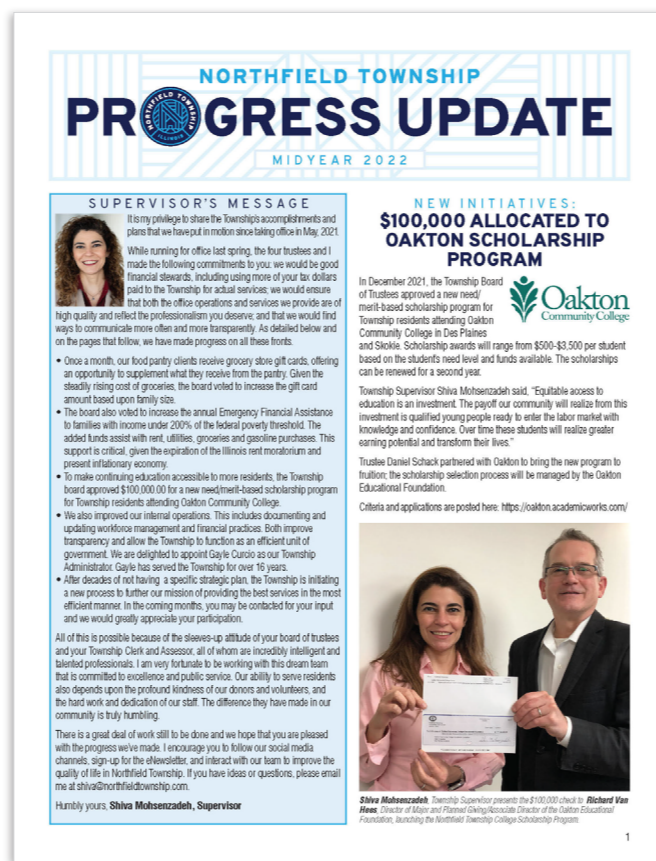 NORTHFIELD TOWNSHIP
PROGRESS UPDATE
NORTHFIELD TOWNSHIP
ILLINOIS
MIDYEAR 2022
SUPERVISOR'S MESSAGE
It is my privilege to share the Township's accomplishments and
plans that we have put in motion since taking office in May, 2021.
While running for office last spring, the four trustees and I
made the following commitments to you: we would be good
financial stewards, including using more of your tax dollars
paid to the Township for actual services; we would ensure
that both the office operations and services we provide are of
high quality and reflect the professionalism you deserve; and that we would find
ways to communicate more often and more transparently. As detailed below and
on the pages that follow, we have made progress on all these fronts.
• Once a month, our food pantry clients receive grocery store gift cards, offering
an opportunity to supplement what they receive from the pantry. Given the
steadily rising cost of groceries, the board voted to increase the gift card
amount based upon family size.
• The board also voted to increase the annual Emergency Financial Assistance
to families with income under 200% of the federal poverty threshold. The
added funds assist with rent, utilities, groceries and gasoline purchases. This
support is critical, given the expiration of the Illinois rent moratorium and
present inflationary economy.
• To make continuing education accessible to more residents, the Township
board approved $100,000.00 for a new need/merit-based scholarship program
for Township residents attending Oakton Community College.
• We also improved our internal operations. This includes documenting and
updating workforce management and financial practices. Both improve
transparency and allow the Township to function as an efficient unit of
government. We are delighted to appoint Gayle Curcio as our Township
Administrator. Gayle has served the Township for over 16 years.
• After decades of not having a specific strategic plan, the Township is initiating
a new process to further our mission of providing the best services in the most
efficient manner. In the coming months, you may be contacted for your input
and we would greatly appreciate your participation.
All of this is possible because of the sleeves-up attitude of your board of trustees
and your Township Clerk and Assessor, all of whom are incredibly intelligent and
talented professionals. I am very fortunate to be working with this dream team
that is committed to excellence and public service. Our ability to serve residents
also depends upon the profound kindness of our donors and volunteers, and
the hard work and dedication of our staff. The difference they have made in our
community is truly humbling.
There is a great deal of work still to be done and we hope that you are pleased
with the progress we've made. I encourage you to follow our social media
channels, sign-up for the eNewsletter, and interact with our team to improve the
quality of life in Northfield Township. If you have ideas or questions, please email
me at shiva@northfieldtownship.com.
Humbly yours, Shiva Mohsenzadeh, Supervisor
NEW INITIATIVES:
$100,000 ALLOCATED TO
OAKTON SCHOLARSHIP
PROGRAM
In December 2021, the Township Board
of Trustees approved a new need/
merit-based scholarship program for
Township residents attending Oakton
Community College in Des Plaines
and Skokie. Scholarship awards will range from $500-$3,500 per student
based on the student's need level and funds available. The scholarships
can be renewed for a second year.
Oakton
Community College
Township Supervisor Shiva Mohsenzadeh said, "Equitable access to
education is an investment. The payoff our community will realize from this
investment is qualified young people ready to enter the labor market with
knowledge and confidence. Over time these students will realize greater
earning potential and transform their lives."
Trustee Daniel Schack partnered with Oakton to bring the new program to
fruition; the scholarship selection process will be managed by the Oakton
Educational Foundation.
Criteria and applications are posted here: https://oakton.academicworks.com/
Shiva Mohsenzadeh, Township Supervisor presents the $100,000 check to Richard Van
Hees, Director of Major and Planned Giving/Associate Director of the Oakton Educational
Foundation, launching the Northfield Township College Scholarship Program.
1